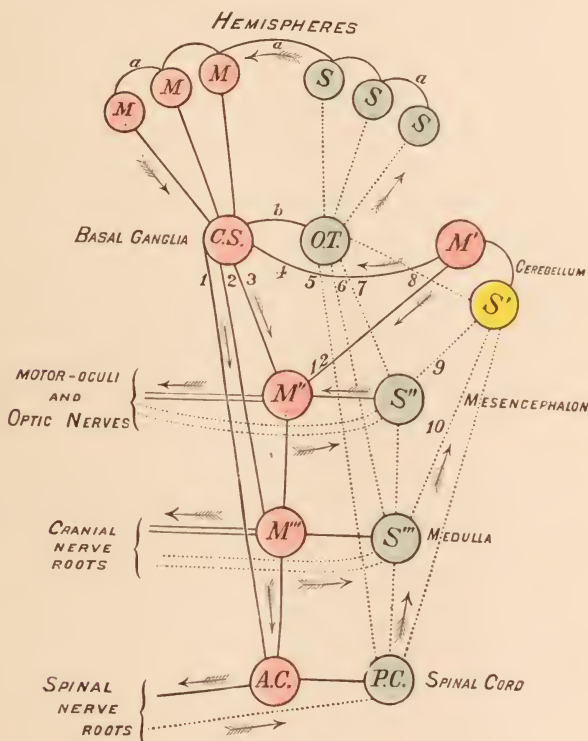 HEMISPHERES
a
a
a
M
M
M
S
S
S
b
BASAL GANGLIA
C.S.
O.T.
M'
CEREBELLUM
1
2
3
4
5
6
7
8
S'
9
12
MOTOR-OCULI
AND
OPTIC NERVES
M"
S"
MESENCEPHALON
10
CRANIAL
NERVE
ROOTS
M"'
S"'
MEDULLA
SPINAL
NERVE
ROOTS
A.C.
P.C.
SPINAL CORD